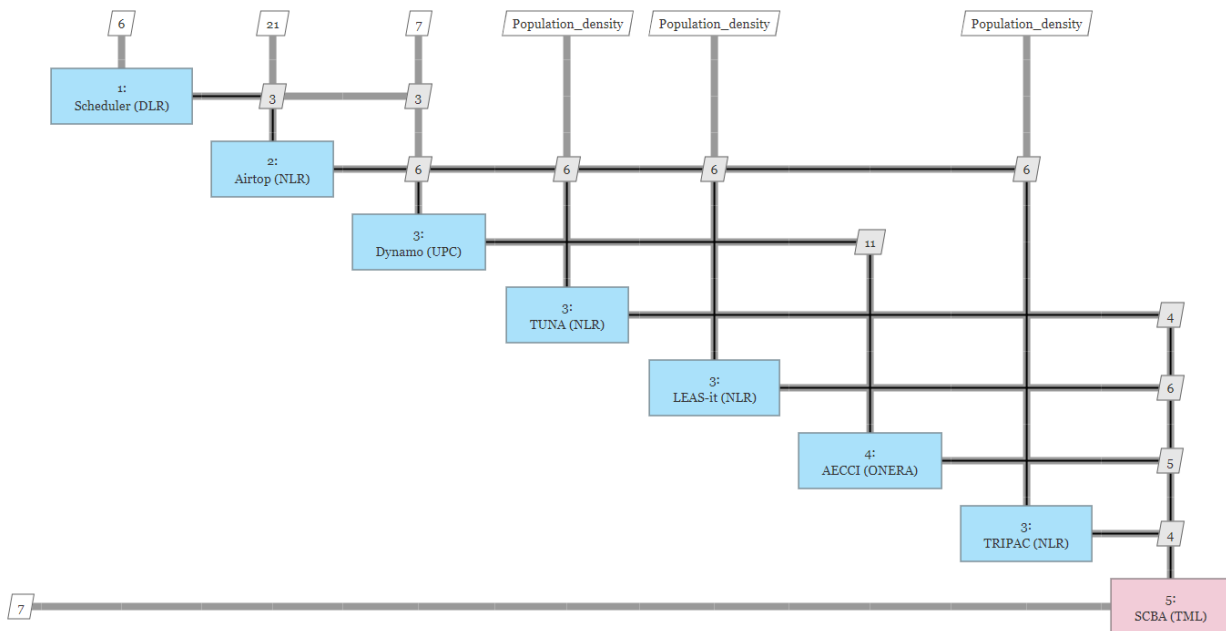 6
21
7
Population_density
Population_density
Population_density
1:
Scheduler (DLR)
3
3
2:
Airtop (NLR)
6
6
6
6
3:
Dynamo (UPC)
11
3:
TUNA (NLR)
4
3:
LEAS-it (NLR)
6
4:
AECCI (ONERA)
5
3:
TRIPAC (NLR)
4
7
5:
SCBA (TML)